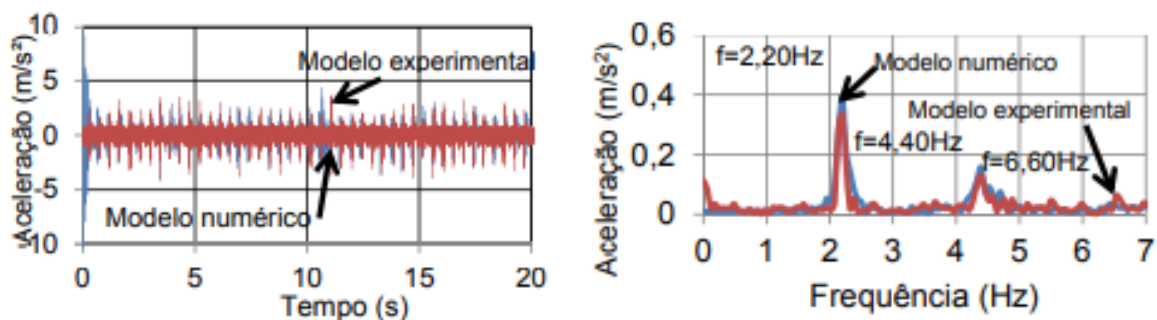 Aceleração (m/s²)
10
5
0
-5
-10
Modelo experimental
Modelo numérico
0
5
10
15
20
Tempo (s)
Aceleração (m/s²)
0,6
0,4
0,2
0
f=2,20Hz
Modelo numérico
Modelo experimental
f=4,40Hz
f=6,60Hz
0
1
2
3
4
5
6
7
Frequência (Hz)